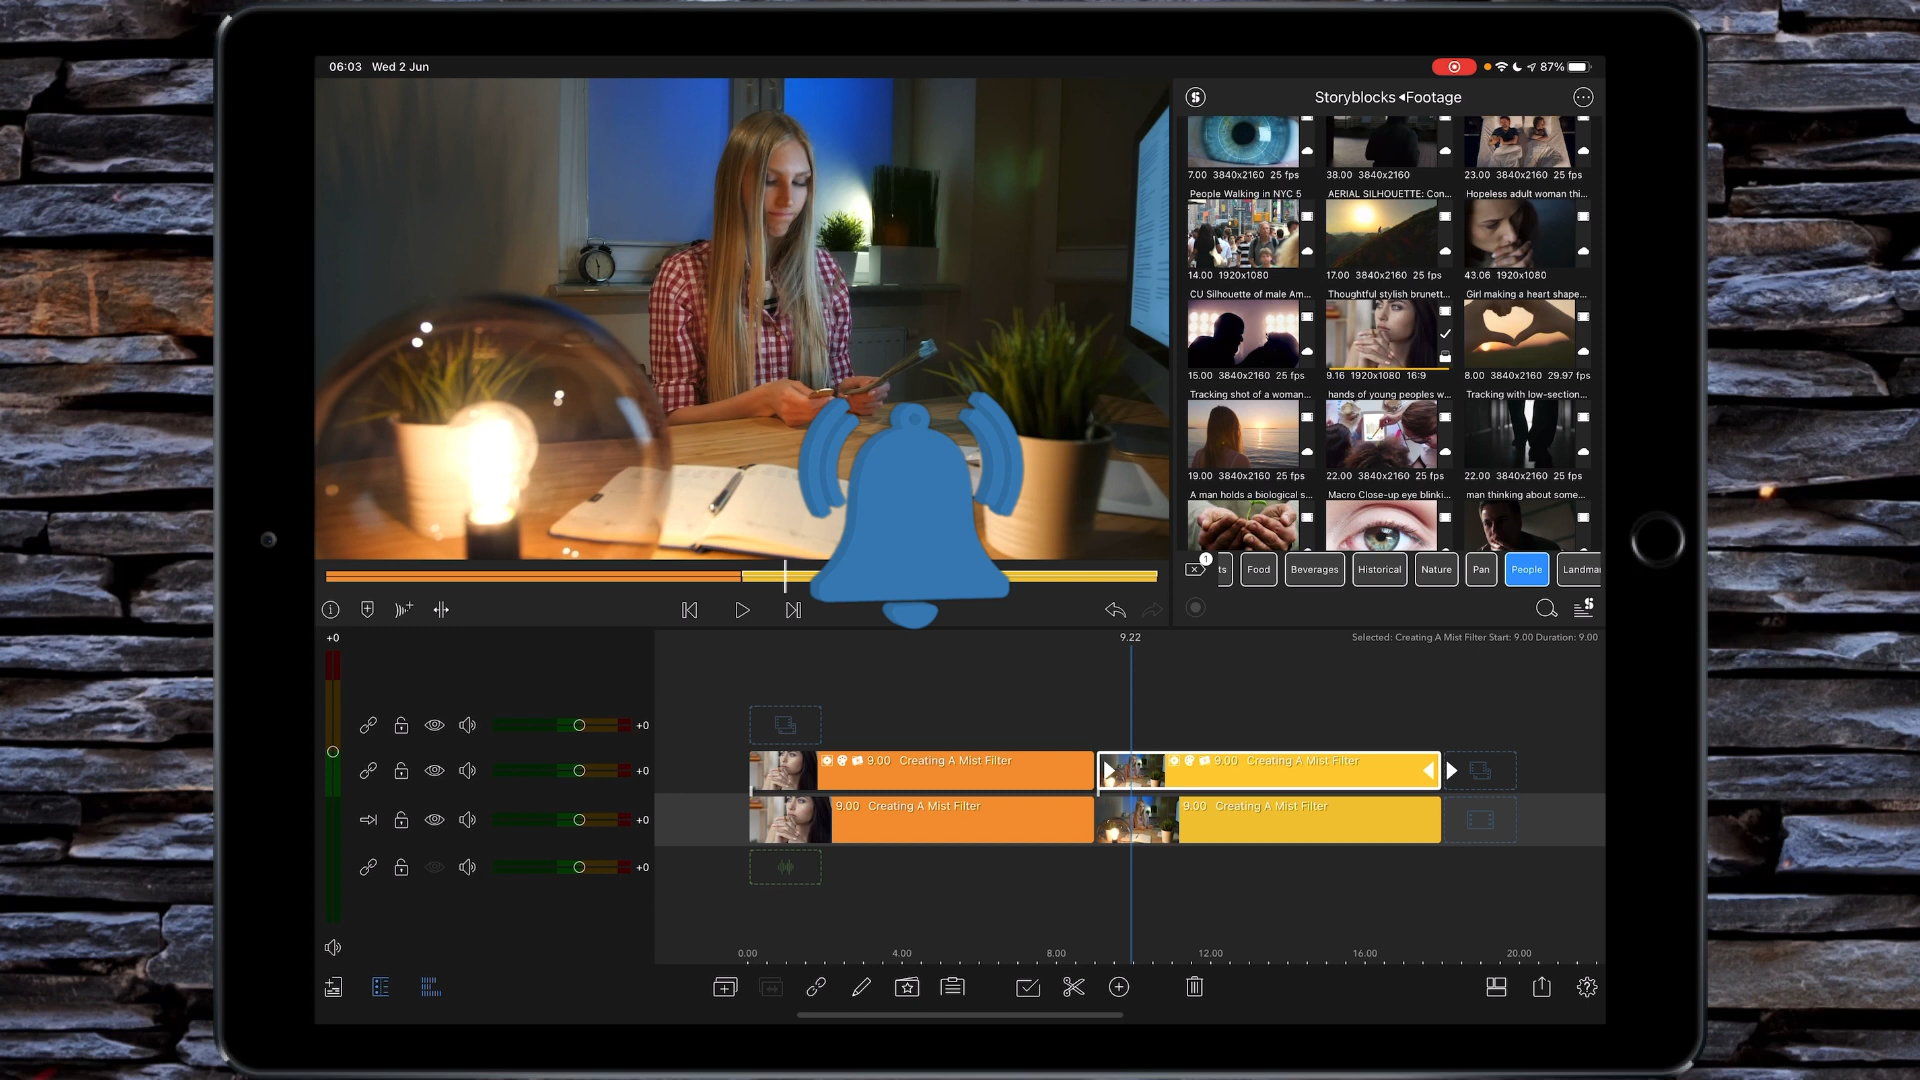 06:03 Wed 2 Jun
87%
Storyblocks ◂Footage
7.00 3840x2160 25 fps
38.00 3840x2160
23.00 3840x2160 25 fps
People Walking in NYC 5
AERIAL SILHOUETTE: Con...
Hopeless adult woman thi...
14.00 1920x1080
17.00 3840x2160 25 fps
43.06 1920x1080
CU Silhouette of male Am...
Thoughtful stylish brunett...
Girl making a heart shape...
15.00 3840x2160 25 fps
9.16 1920x1080 16:9
8.00 3840x2160 29.97 fps
Tracking shot of a woman...
hands of young peoples w...
Tracking with low-section...
19.00 3840x2160 25 fps
22.00 3840x2160 25 fps
22.00 3840x2160 25 fps
A man holds a biological s...
Macro Close-up eye blinki...
man thinking about some...
1
ts
Food
Beverages
Historical
Nature
Pan
People
Landmar
+0
9.22
Selected: Creating A Mist Filter Start: 9.00 Duration: 9.00
+0
+0
9.00 Creating A Mist Filter
9.00 Creating A Mist Filter
+0
9.00 Creating A Mist Filter
9.00 Creating A Mist Filter
+0
0.00
4.00
8.00
12.00
16.00
20.00